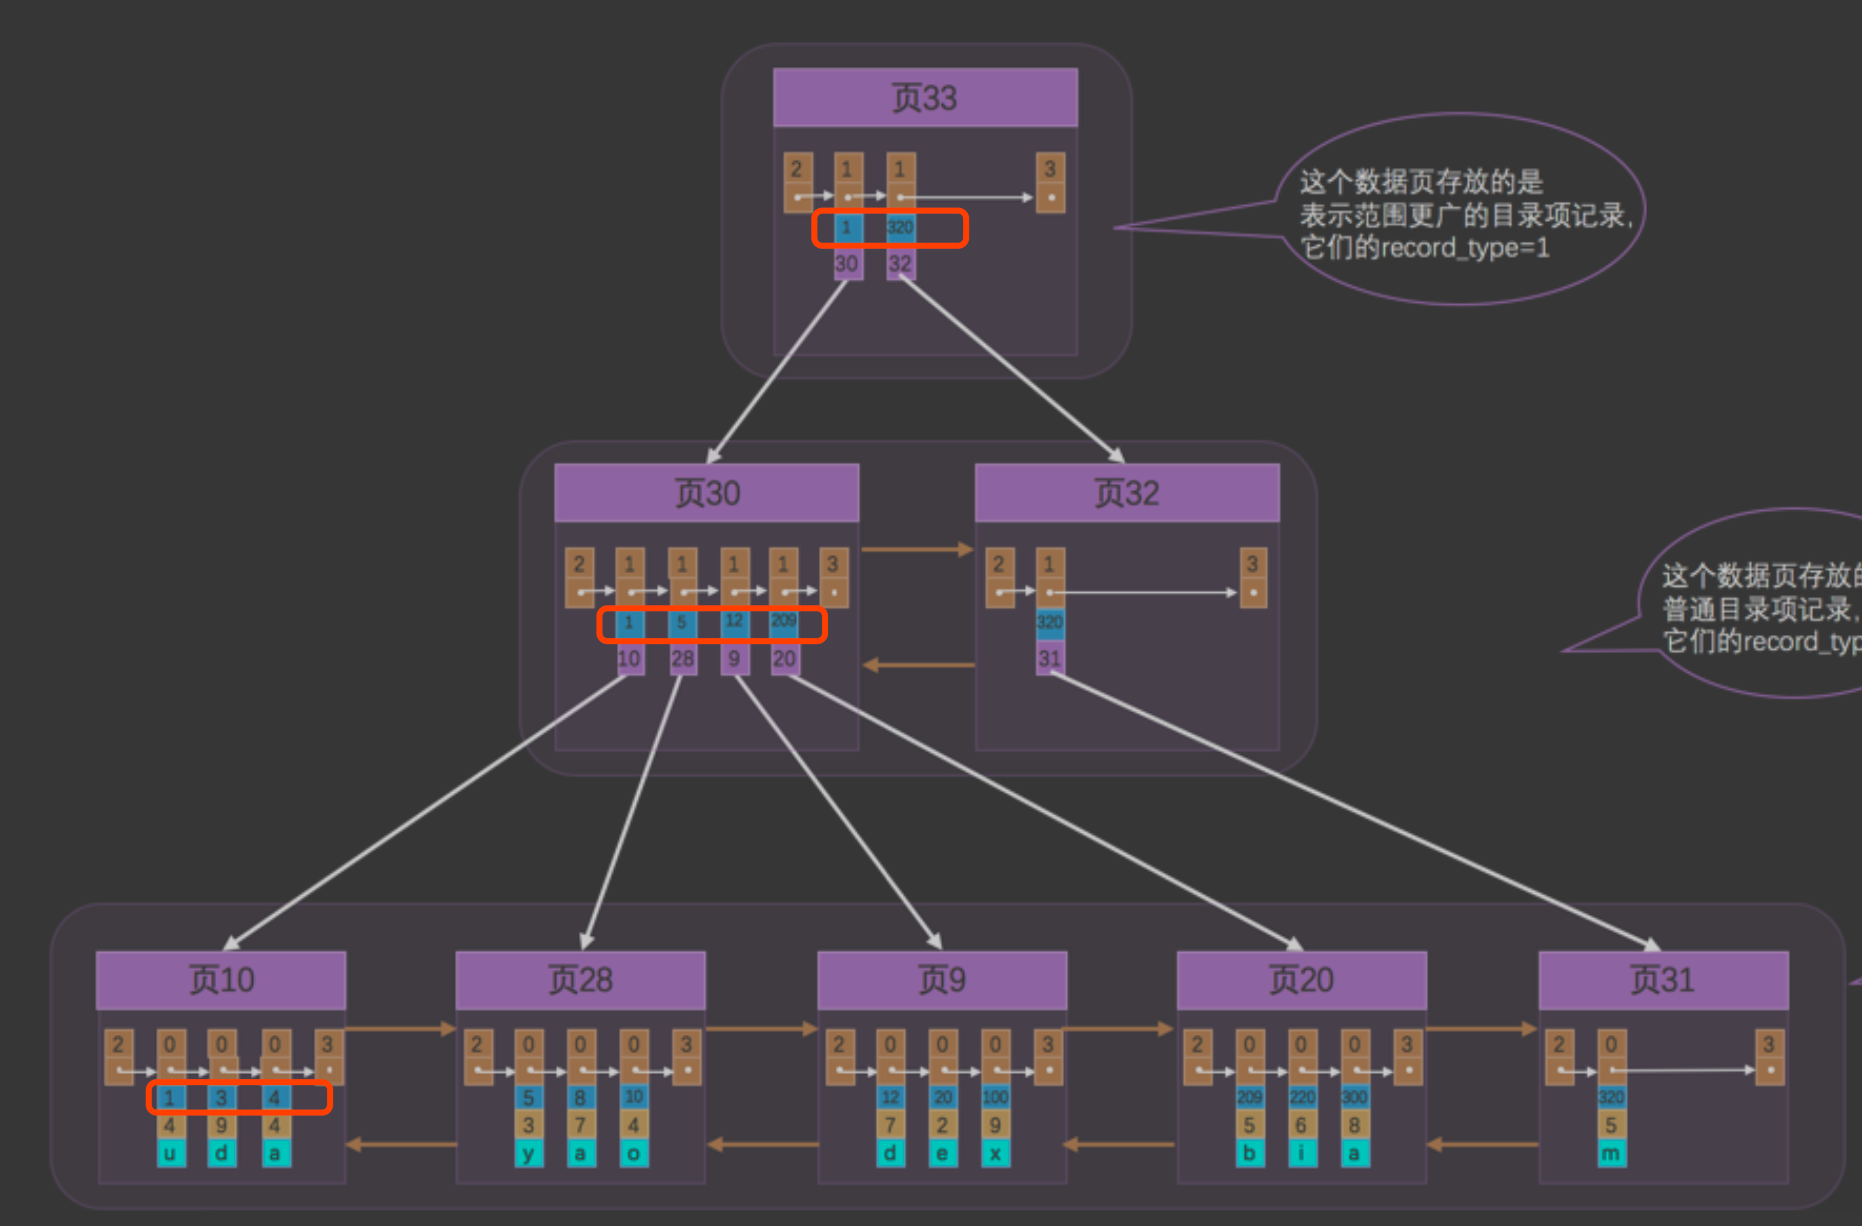 页33
2 1 1 3
1 320
30 32
这个数据页存放的是
表示范围更广的目录项记录,
它们的record_type=1
页30
2 1 1 1 1 3
1 5 12 209
10 28 9 20
页32
2 1 3
320
31
这个数据页存放的
普通目录项记录,
它们的record_typ
页10
2 0 0 0 3
1 3 4
4 9 4
u d a
页28
2 0 0 0 3
5 8 10
3 7 4
y a o
页9
2 0 0 0 3
12 20 100
7 2 9
d e x
页20
2 0 0 0 3
209 220 300
5 6 8
b i a
页31
2 0 3
320
5
m